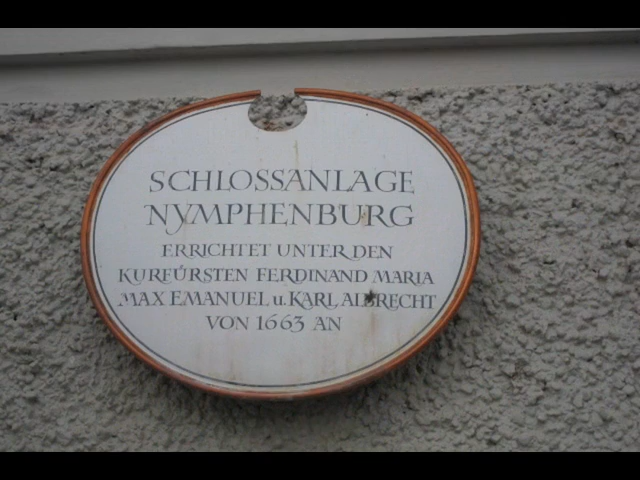 SCHLOSSANLAGE
NYMPHENBURG
ERRICHTET UNTER DEN
KURFÜRSTEN FERDINAND MARIA
MAX EMANUEL u. KARL ALBRECHT
VON 1663 AN